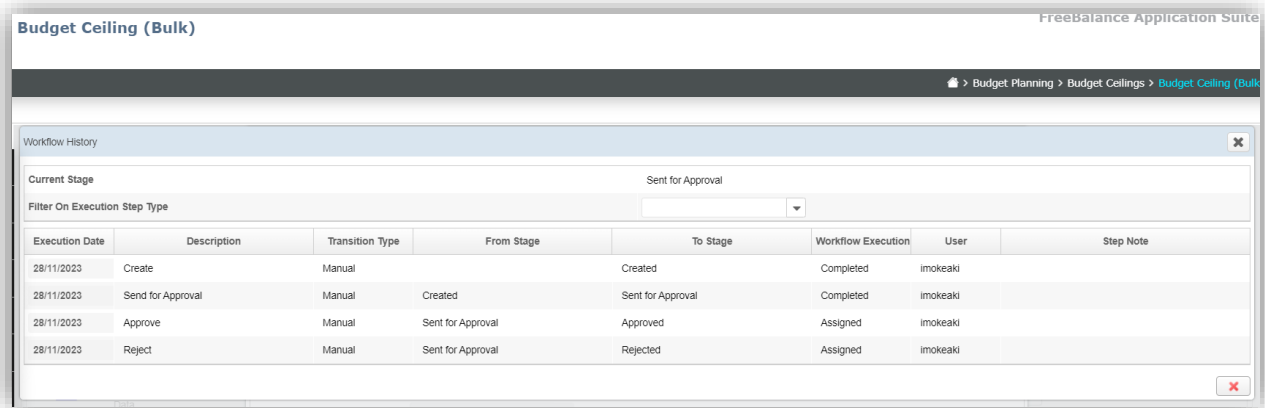 FreeBalance Application Suite
Budget Ceiling (Bulk)
> Budget Planning > Budget Ceilings > Budget Ceiling (Bulk
Workflow History
Current Stage Sent for Approval
Filter On Execution Step Type
Execution Date Description Transition Type From Stage To Stage Workflow Execution User Step Note
28/11/2023 Create Manual Created Completed imokeaki
28/11/2023 Send for Approval Manual Created Sent for Approval Completed imokeaki
28/11/2023 Approve Manual Sent for Approval Approved Assigned imokeaki
28/11/2023 Reject Manual Sent for Approval Rejected Assigned imokeaki
Data